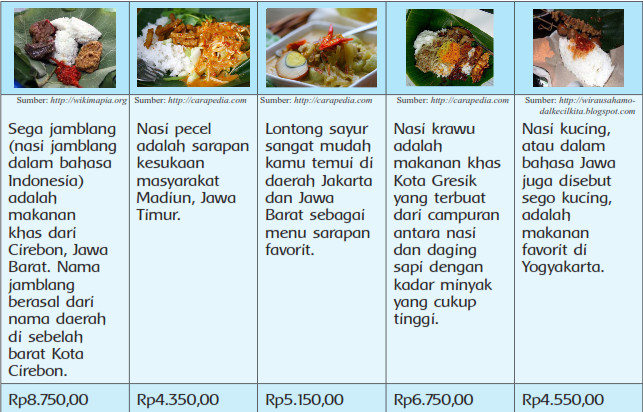 Sumber: http://wikimapia.org
Sega jamblang
(nasi jamblang
dalam bahasa
Indonesia)
adalah
makanan
khas dari
Cirebon, Jawa
Barat. Nama
jamblang
berasal dari
nama daerah
di sebelah
barat Kota
Cirebon.
Rp8.750,00
Sumber: http://carapedia.com
Nasi pecel
adalah sarapan
kesukaan
masyarakat
Madiun, Jawa
Timur.
Rp4.350,00
Sumber: http://carapedia.com
Lontong sayur
sangat mudah
kamu temui di
daerah Jakarta
dan Jawa
Barat sebagai
menu sarapan
favorit.
Rp5.150,00
Sumber: http://carapedia.com
Nasi krawu
adalah
makanan khas
Kota Gresik
yang terbuat
dari campuran
antara nasi
dan daging
sapi dengan
kadar minyak
yang cukup
tinggi.
Rp6.750,00
Sumber: http://wirausahamo-
dalkecilkita.blogspot.com
Nasi kucing,
atau dalam
bahasa Jawa
juga disebut
sego kucing,
adalah
makanan
favorit di
Yogyakarta.
Rp4.550,00